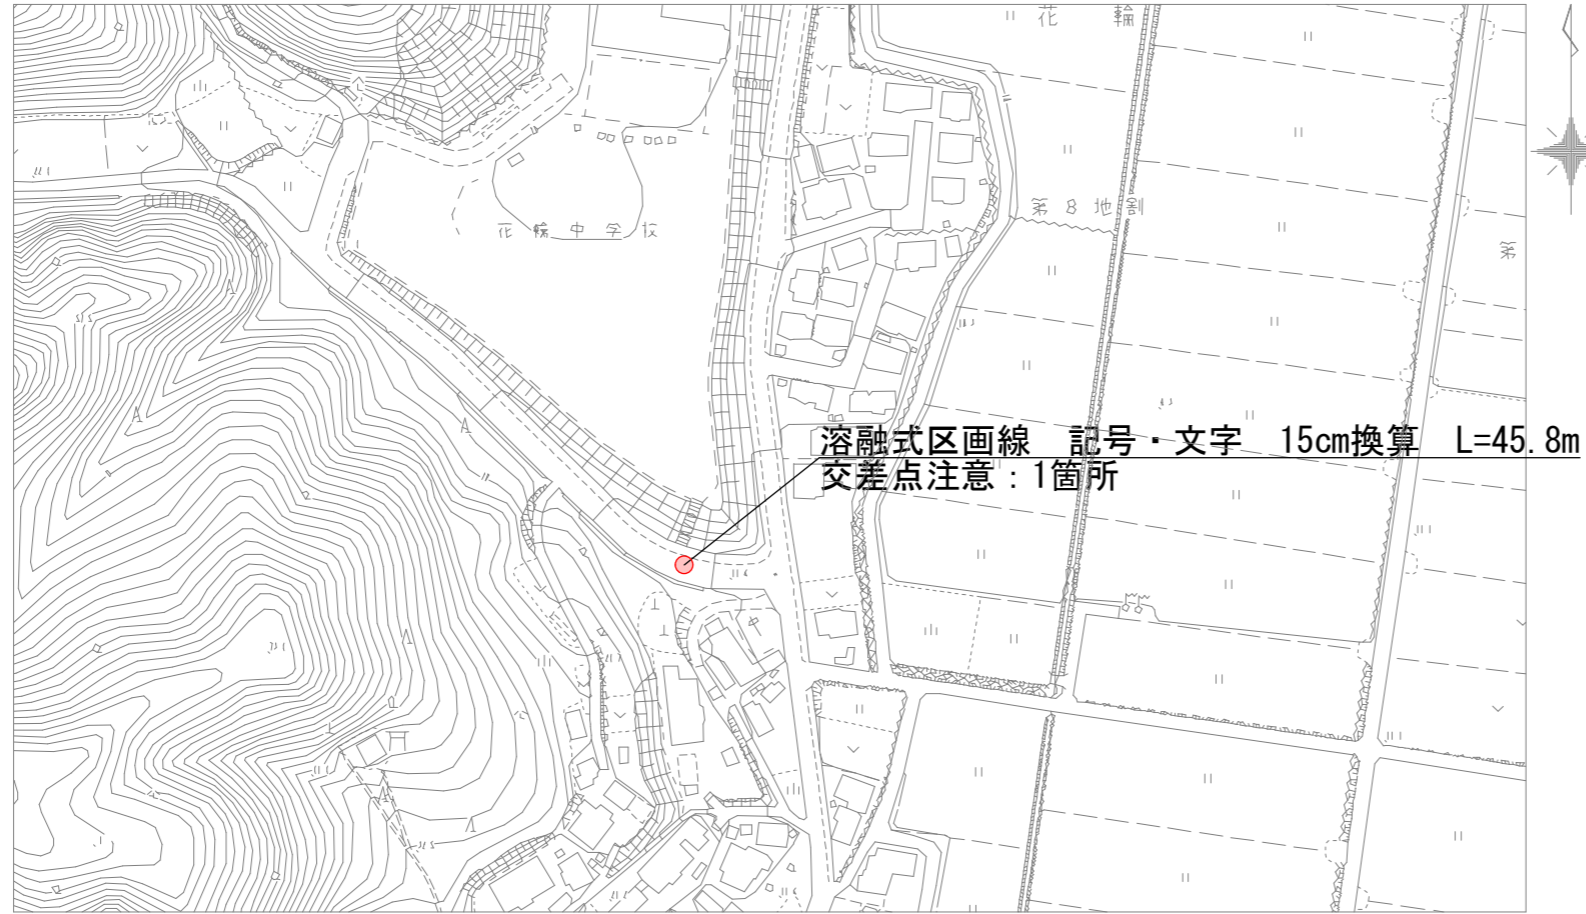 花輪
第8地割
花輪中学校
第
溶融式区画線　記号・文字　15cm換算　L=45.8m
交差点注意：1箇所